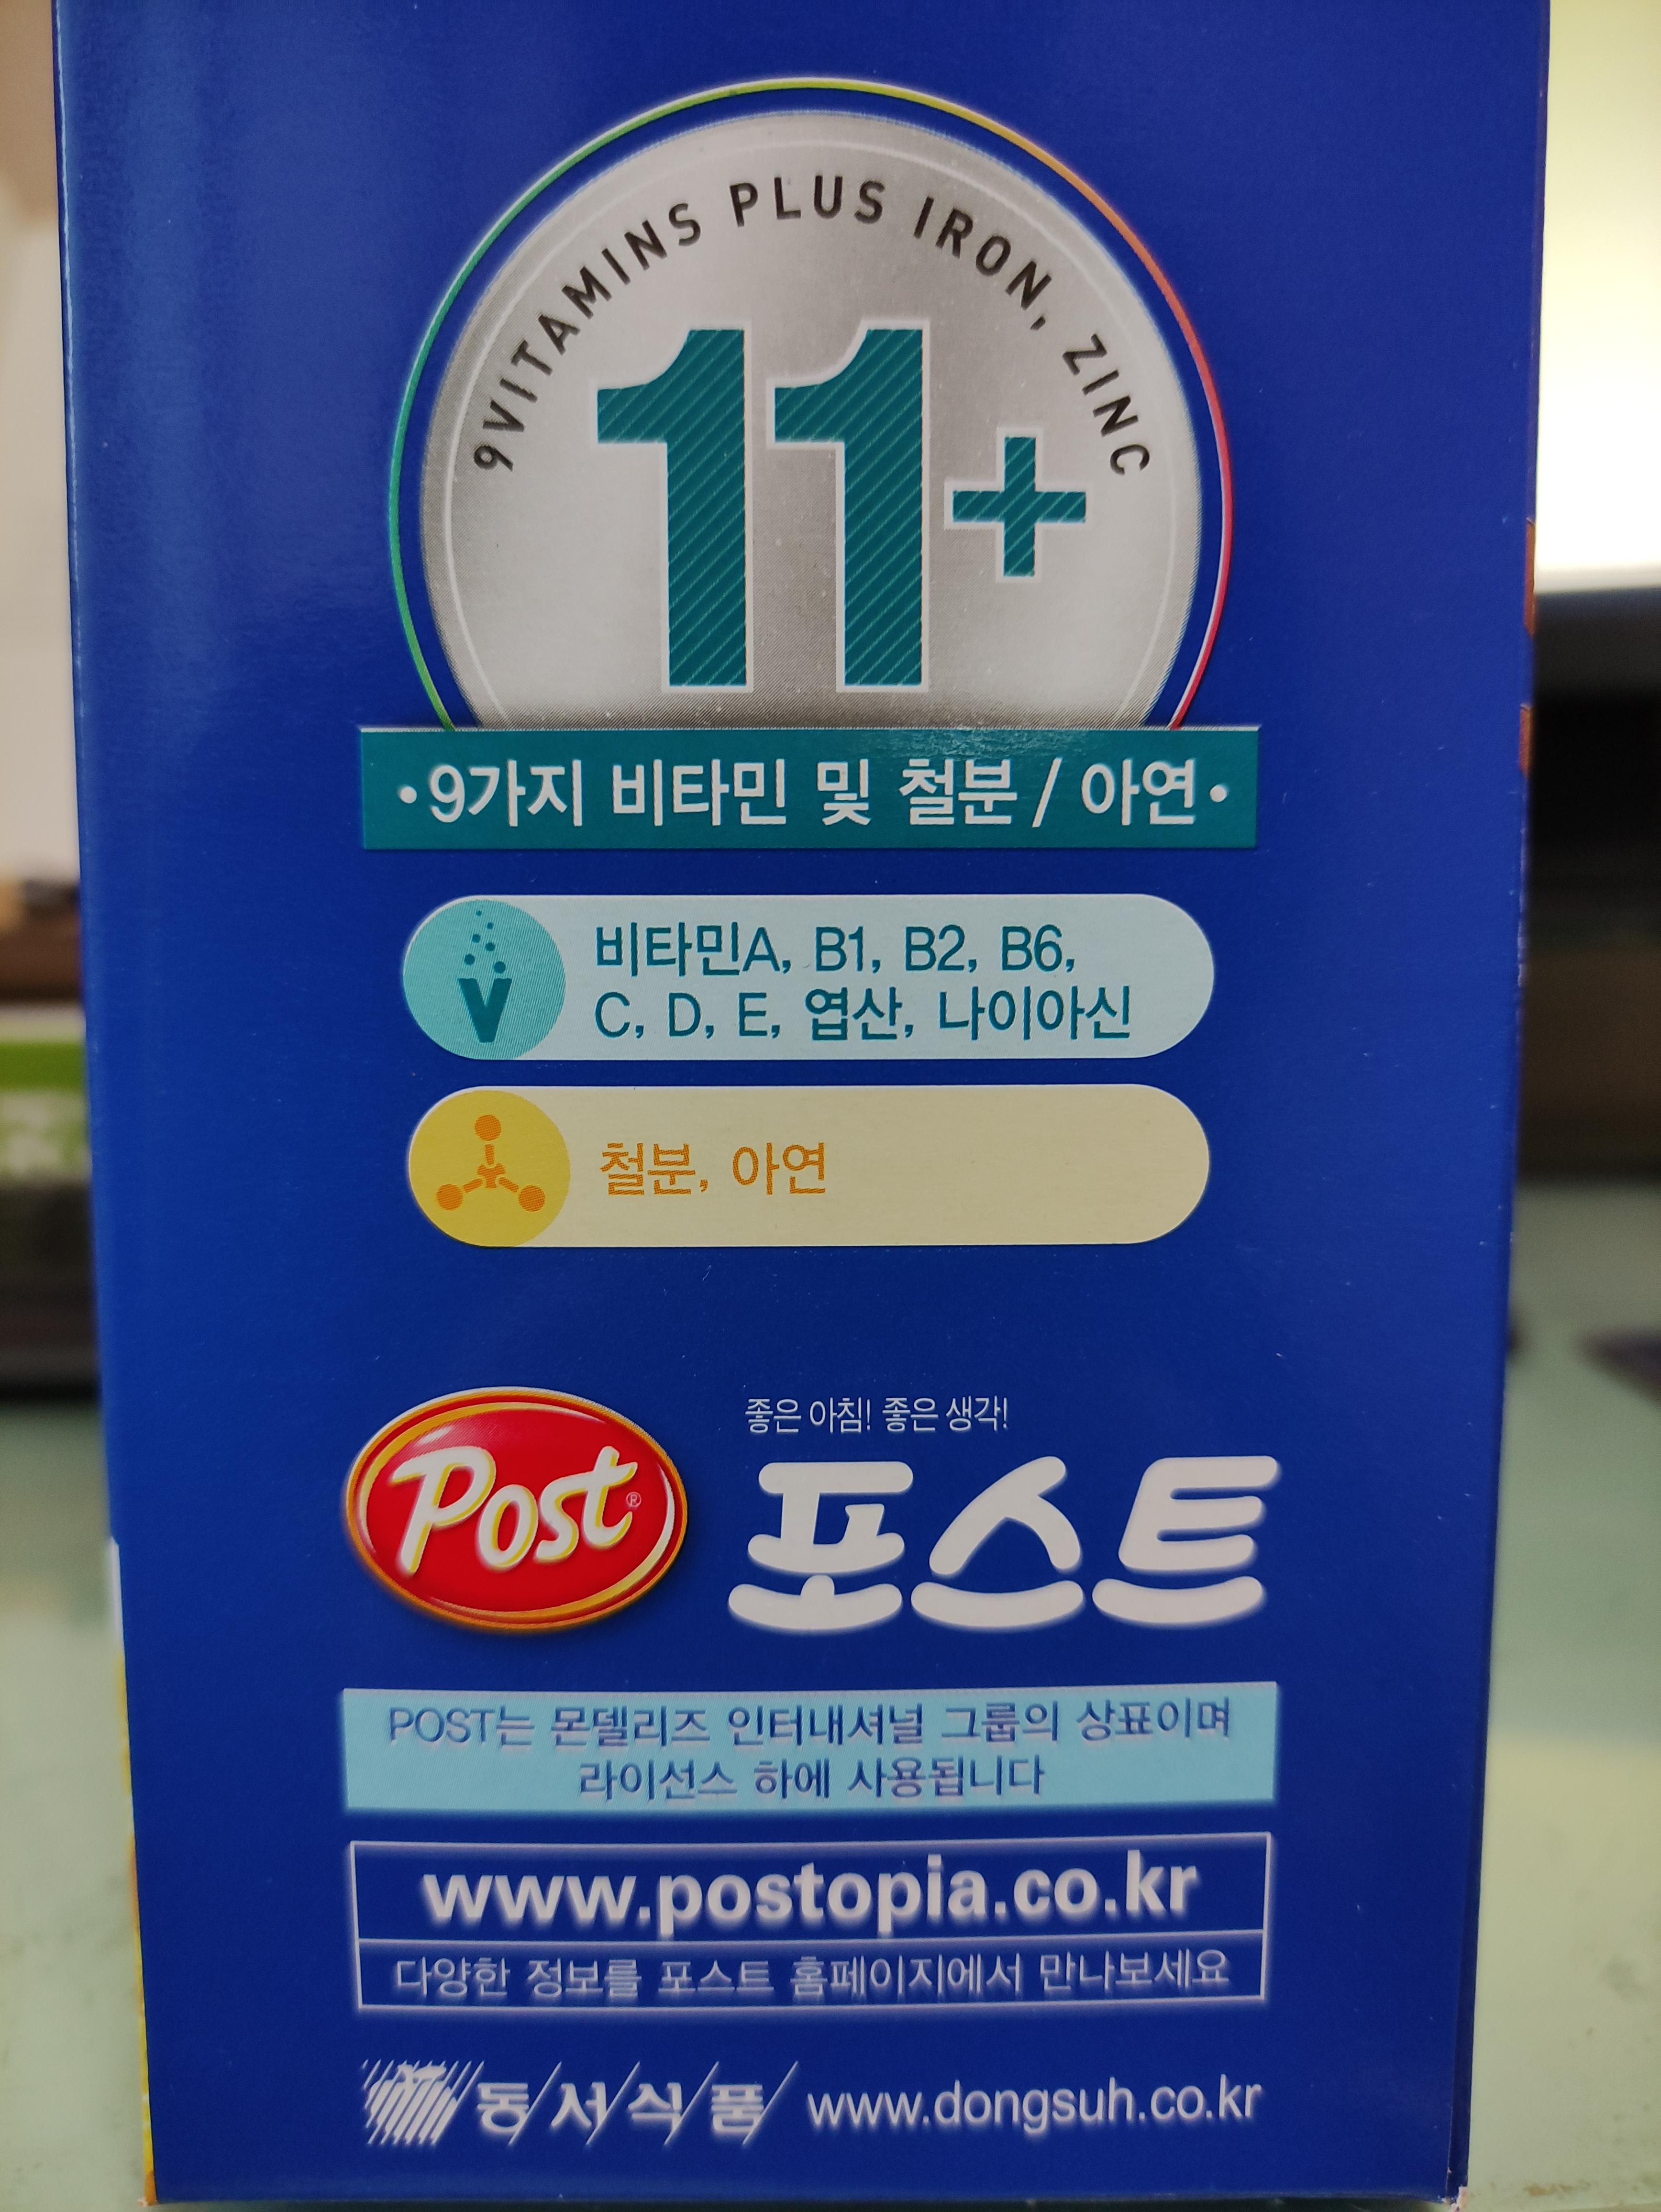 9VITAMINS PLUS IRON, ZINC
11+
·9가지 비타민 및 철분 / 아연·
V
비타민A, B1, B2, B6,
C, D, E, 엽산, 나이아신
철분, 아연
좋은 아침! 좋은 생각!
Post® 포스트
POST는 몬델리즈 인터내셔널 그룹의 상표이며
라이선스 하에 사용됩니다
www.postopia.co.kr
다양한 정보를 포스트 홈페이지에서 만나보세요
동서식품 www.dongsuh.co.kr